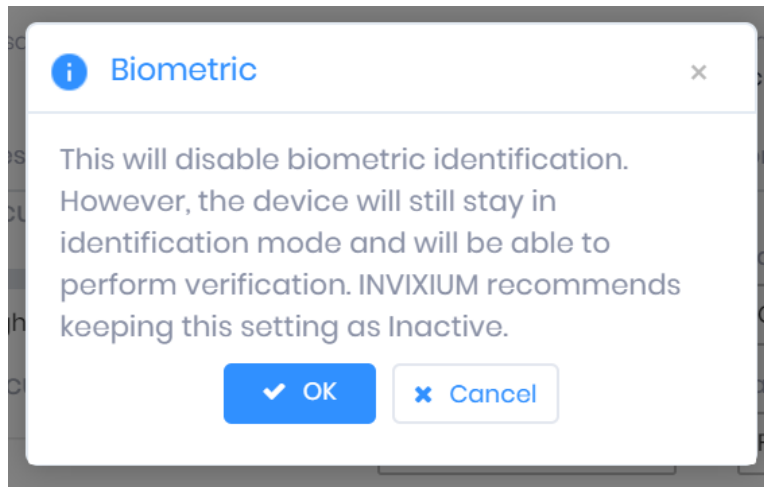 Biometric
This will disable biometric identification.
However, the device will still stay in
identification mode and will be able to
perform verification. INVIXIUM recommends
keeping this setting as Inactive.
OK
Cancel